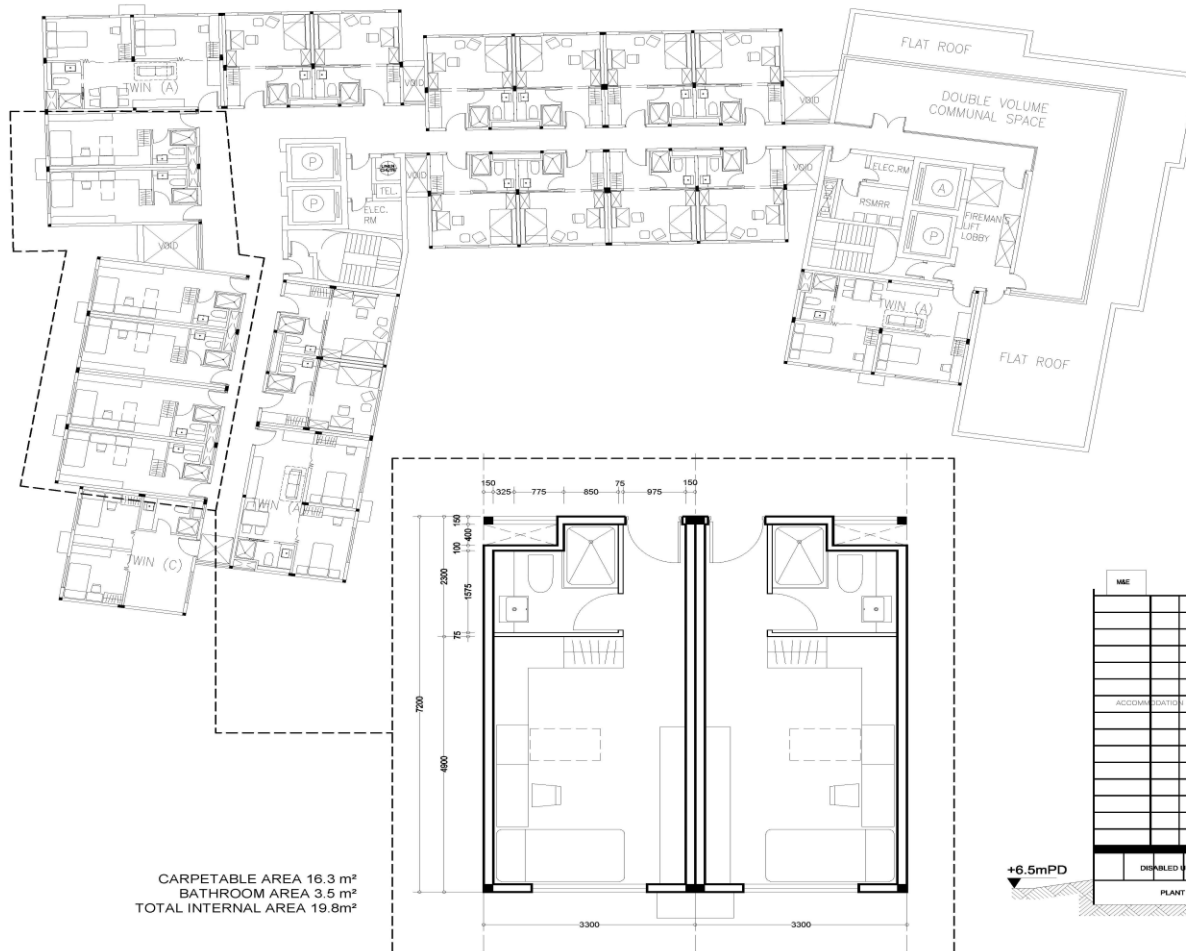 TWIN (A)
FLAT ROOF
DOUBLE VOLUME
COMMUNAL SPACE
VOID
VOID
P
P
TEL.
ELEC.
RM
VOID
VOID
ELEC.RM
RSMRR
A
P
FIREMAN'S
LIFT
LOBBY
VOID
TWIN (A)
FLAT ROOF
TWIN (A)
TWIN (C)
150
325
775
850
75
975
150
150
400
100
2300
1575
75
7200
4900
3300
3300
CARPETABLE AREA 16.3 m²
BATHROOM AREA 3.5 m²
TOTAL INTERNAL AREA 19.8m²
M&E
ACCOMMODATION
+6.5mPD
DISABLED U
PLANT